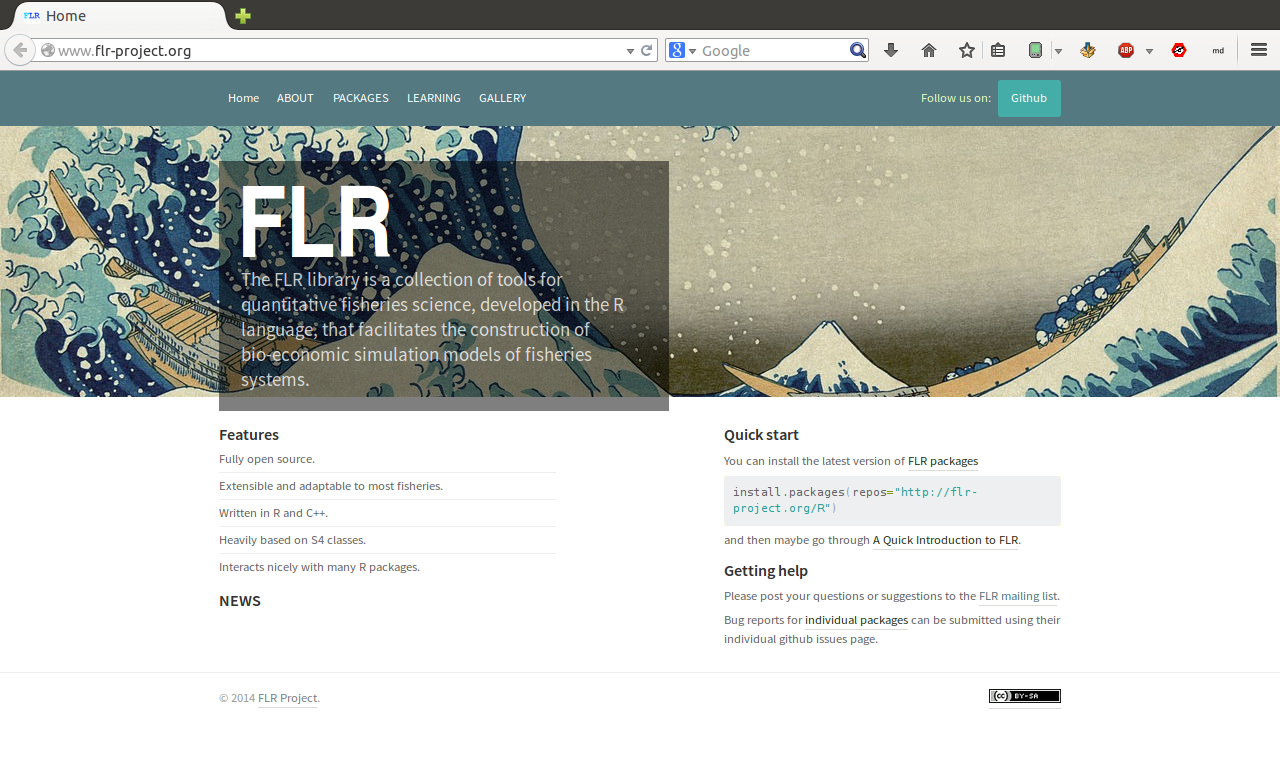 FLR Home
www.flr-project.org
Google
ABP
md
Home ABOUT PACKAGES LEARNING GALLERY
Follow us on: Github
FLR
The FLR library is a collection of tools for
quantitative fisheries science, developed in the R
language, that facilitates the construction of
bio-economic simulation models of fisheries
systems.
Features
Fully open source.
Extensible and adaptable to most fisheries.
Written in R and C++.
Heavily based on S4 classes.
Interacts nicely with many R packages.
NEWS
Quick start
You can install the latest version of FLR packages
install.packages(repos="http://flr-
project.org/R")
and then maybe go through A Quick Introduction to FLR.
Getting help
Please post your questions or suggestions to the FLR mailing list.
Bug reports for individual packages can be submitted using their
individual github issues page.
© 2014 FLR Project.
cc BY-SA